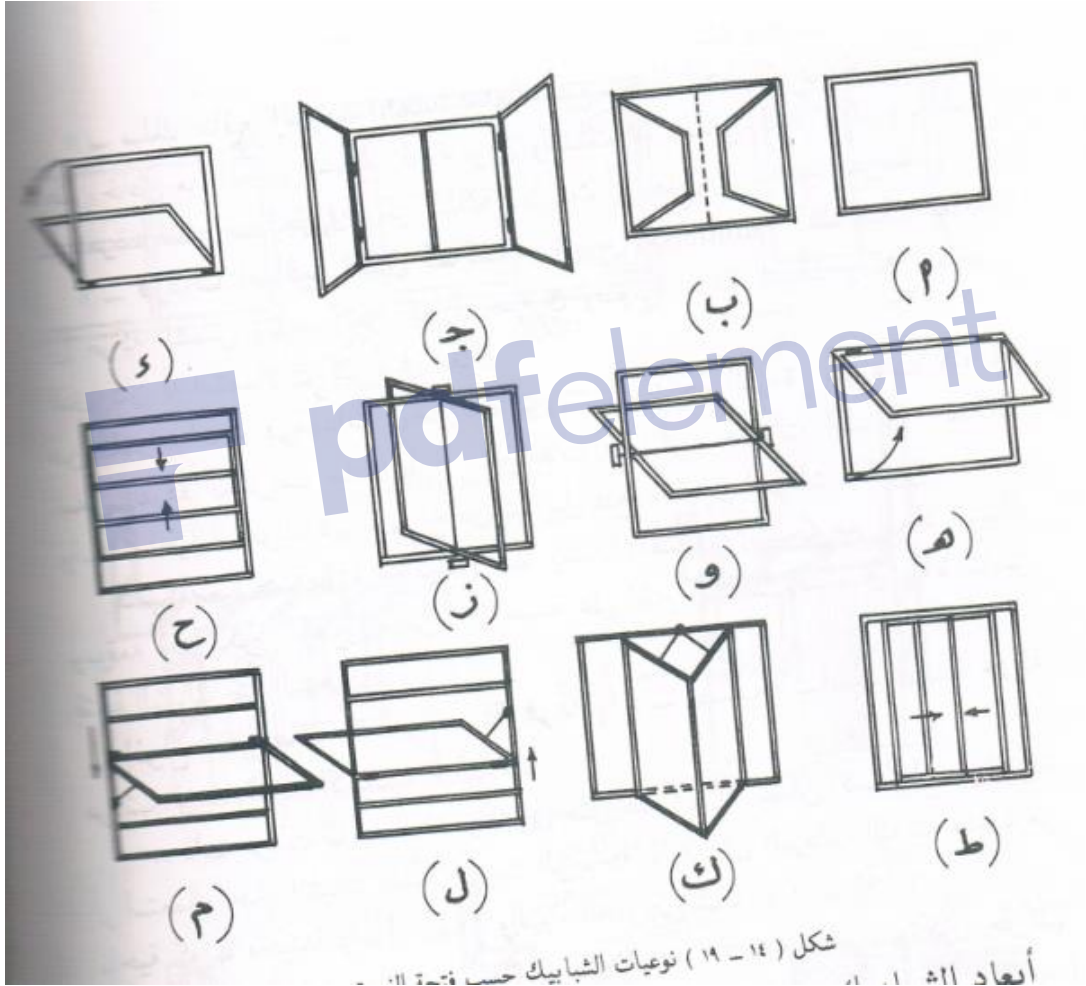 (أ) (ب) (جـ) (ء)
(هـ) (و) (ز) (ح)
(ط) (ك) (ل) (م)
شكل ( ١٤ – ١٩ ) نوعيات الشبابيك حسب فتحة
pdfelement